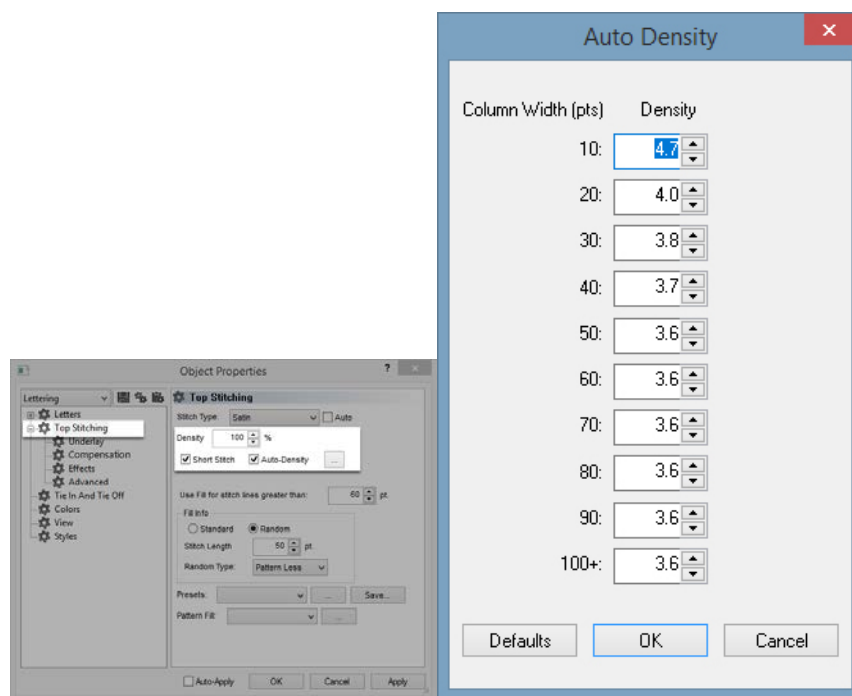 Object Properties
?
Lettering
Letters
Top Stitching
Underlay
Compensation
Effects
Advanced
Tie In And Tie Off
Colors
View
Styles
Top Stitching
Stitch Type: Satin Auto
Density 100 %
Short Stitch Auto-Density ...
Use Fill for stitch lines greater than: 60 pt.
Fill Info
Standard Random
Stitch Length 50 pt.
Random Type: Pattern Less
Presets: ... Save...
Pattern Fill: ...
Auto-Apply OK Cancel Apply
Auto Density
Column Width (pts) Density
10: 4.7
20: 4.0
30: 3.8
40: 3.7
50: 3.6
60: 3.6
70: 3.6
80: 3.6
90: 3.6
100+: 3.6
Defaults OK Cancel